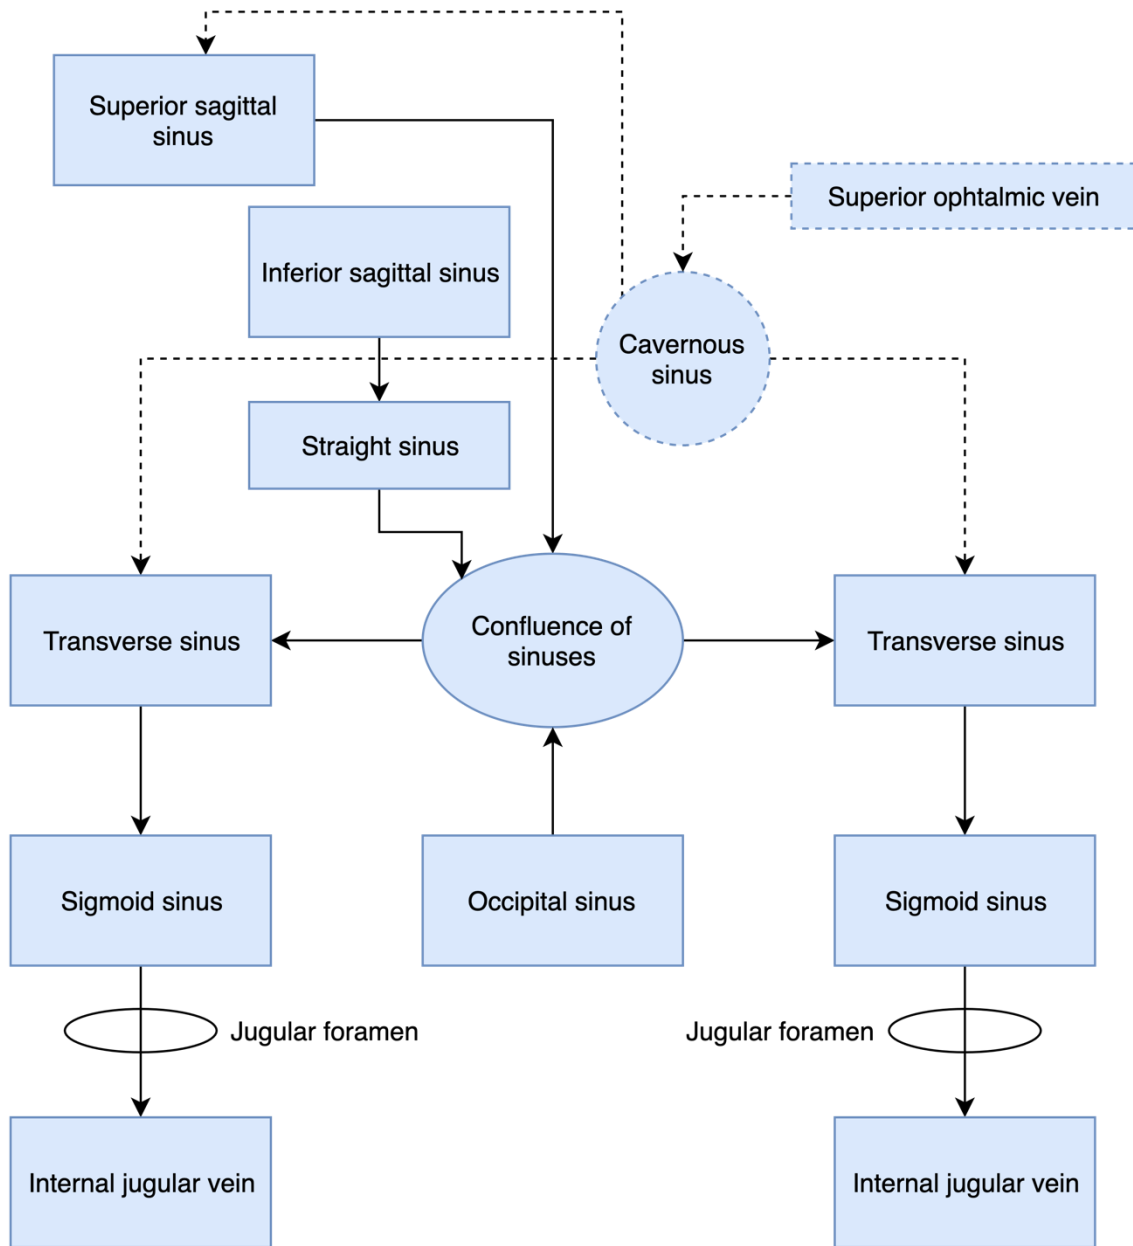 Superior sagittal
sinus
Superior ophtalmic vein
Inferior sagittal sinus
Cavernous
sinus
Straight sinus
Transverse sinus
Confluence of
sinuses
Transverse sinus
Sigmoid sinus
Occipital sinus
Sigmoid sinus
Jugular foramen
Jugular foramen
Internal jugular vein
Internal jugular vein